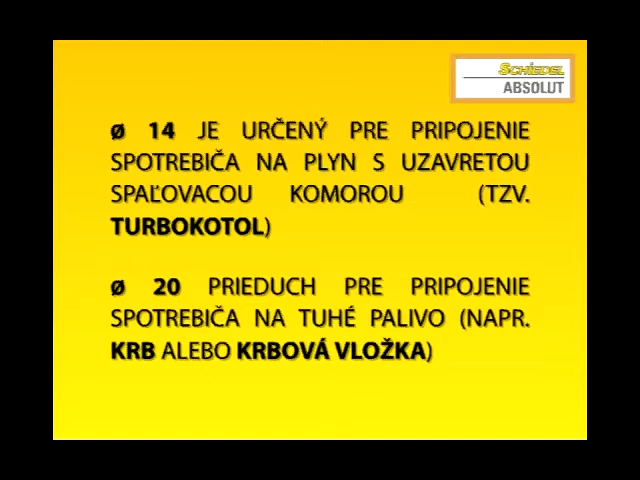 SCHIEDEL
ABSOLUT
ø 14 JE URČENÝ PRE PRIPOJENIE
SPOTREBIČA NA PLYN S UZAVRETOU
SPAĽOVACOU KOMOROU (TZV.
TURBOKOTOL)
ø 20 PRIEDUCH PRE PRIPOJENIE
SPOTREBIČA NA TUHÉ PALIVO (NAPR.
KRB ALEBO KRBOVÁ VLOŽKA)